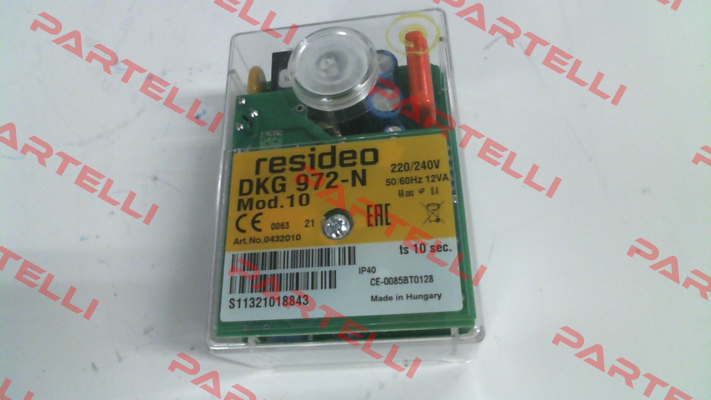 resideo
DKG 972-N
Mod.10
220/240V
50/60Hz 12VA
CE 0063 21
EAC
Art.No.0432010
ts 10 sec.
IP40
CE-0085BT0128
S11321018843
Made in Hungary
PARTELLI
PARTELLI
PARTELLI
PARTELLI
PARTELLI
PARTELLI
PARTELLI